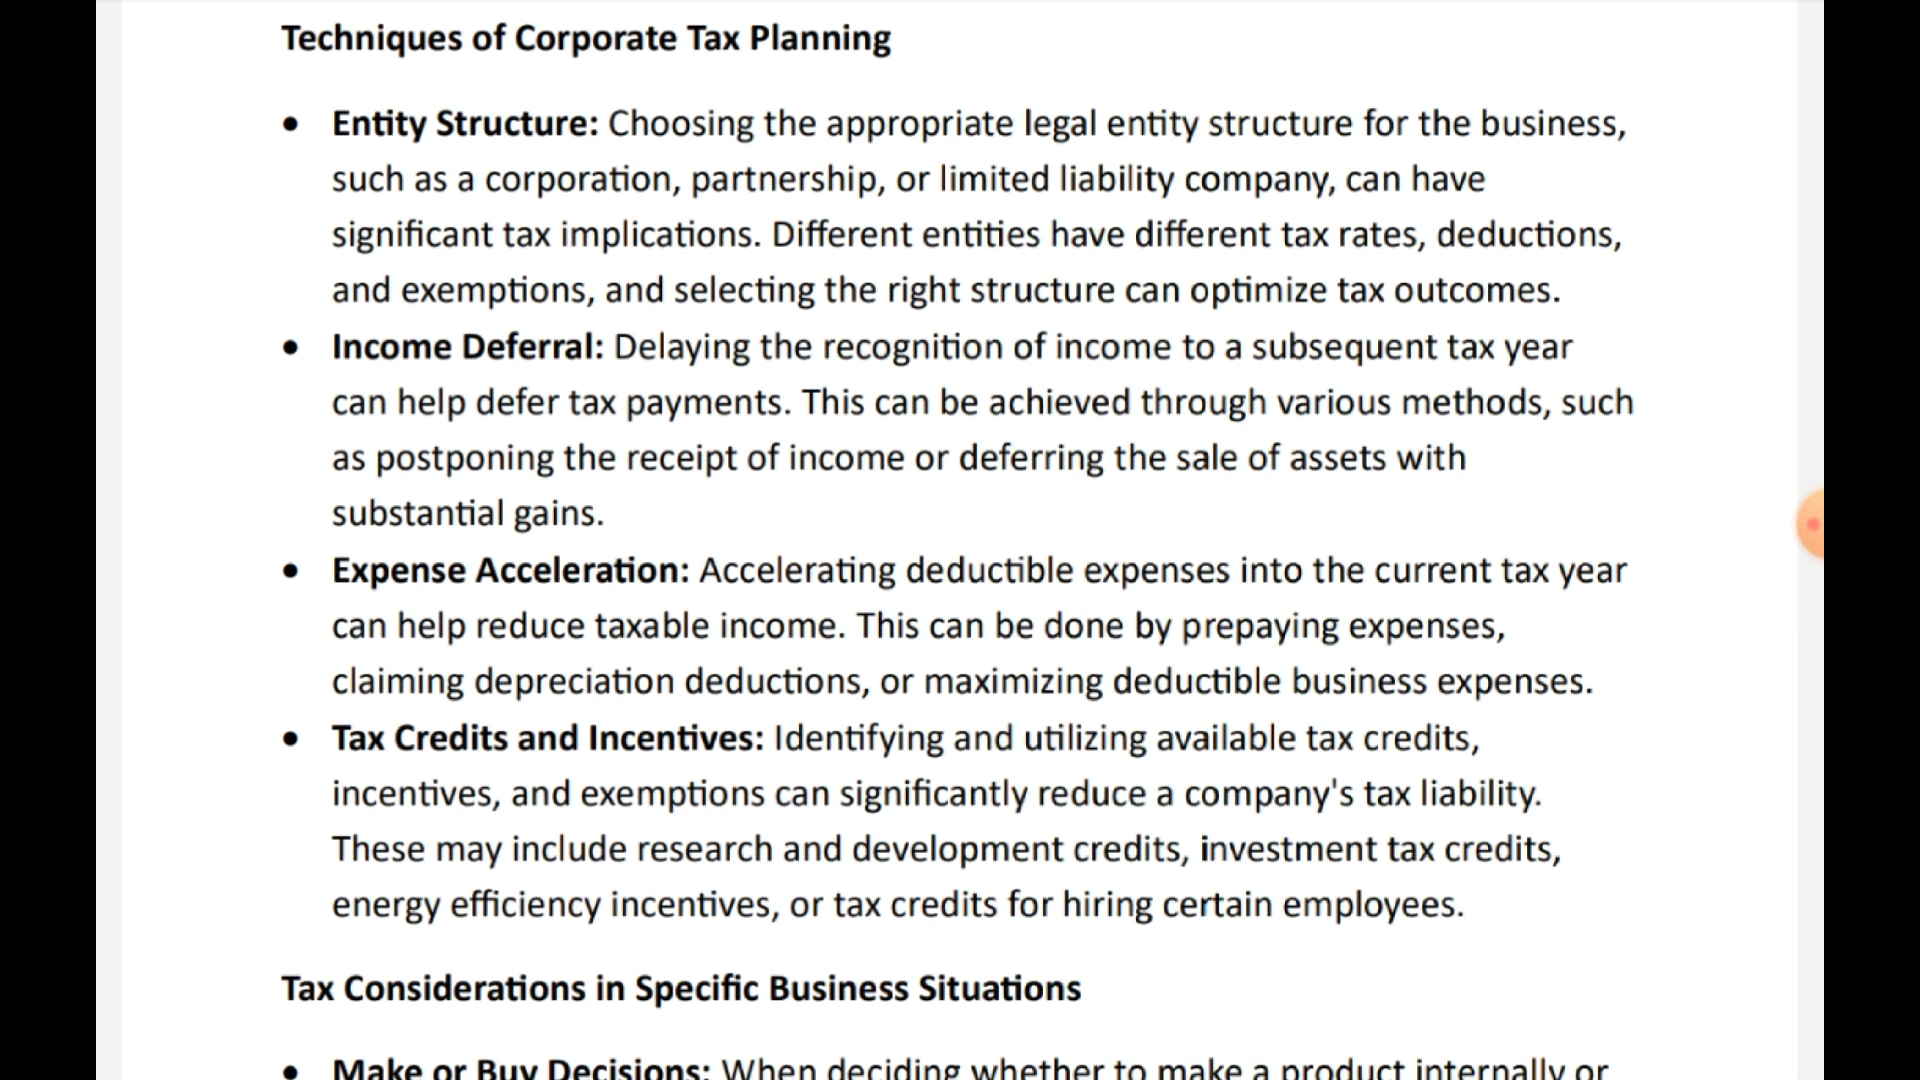 Techniques of Corporate Tax Planning
• Entity Structure: Choosing the appropriate legal entity structure for the business,
such as a corporation, partnership, or limited liability company, can have
significant tax implications. Different entities have different tax rates, deductions,
and exemptions, and selecting the right structure can optimize tax outcomes.
• Income Deferral: Delaying the recognition of income to a subsequent tax year
can help defer tax payments. This can be achieved through various methods, such
as postponing the receipt of income or deferring the sale of assets with
substantial gains.
• Expense Acceleration: Accelerating deductible expenses into the current tax year
can help reduce taxable income. This can be done by prepaying expenses,
claiming depreciation deductions, or maximizing deductible business expenses.
• Tax Credits and Incentives: Identifying and utilizing available tax credits,
incentives, and exemptions can significantly reduce a company's tax liability.
These may include research and development credits, investment tax credits,
energy efficiency incentives, or tax credits for hiring certain employees.
Tax Considerations in Specific Business Situations
• Make or Buy Decisions: When deciding whether to make a product internally or